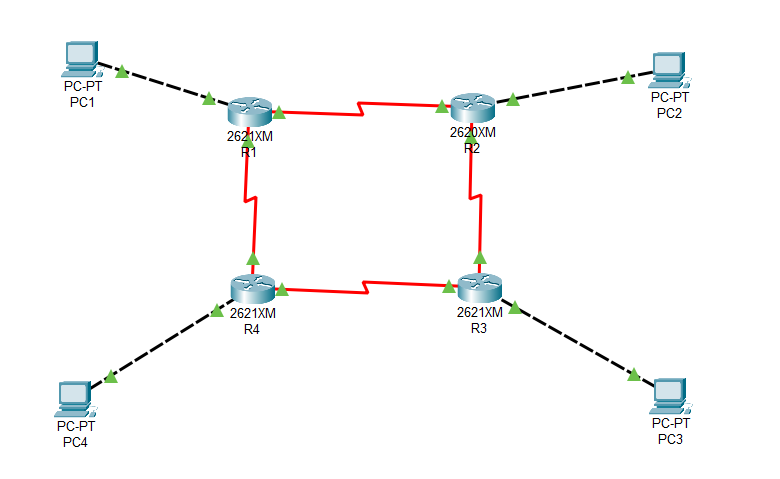 PC-PT
PC1
2621XM
R1
2620XM
R2
PC-PT
PC2
2621XM
R4
2621XM
R3
PC-PT
PC4
PC-PT
PC3